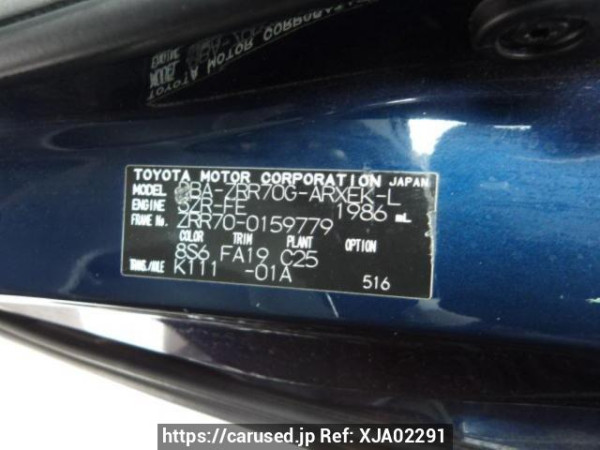 TOYOTA MOTOR CORPORATION JAPAN
MODEL DBA-ZRR70G-ARXEK-L
ENGINE 3ZR-FE 1986 mL
FRAME No. ZRR70-0159779
COLOR TRIM PLANT OPTION
8S6 FA19 C25
TRANS./AXLE K111 -01A
516
https://carused.jp Ref: XJA02291